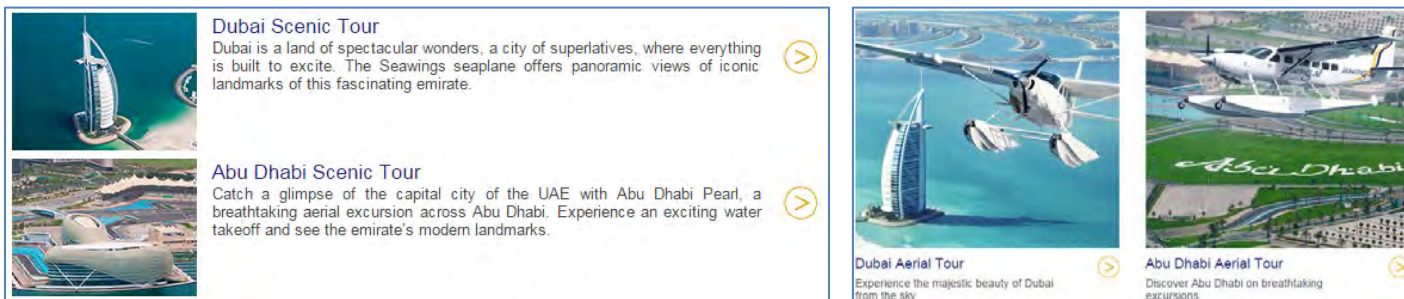 Dubai Scenic Tour
Dubai is a land of spectacular wonders, a city of superlatives, where everything
is built to excite. The Seawings seaplane offers panoramic views of iconic
landmarks of this fascinating emirate.
>
Abu Dhabi Scenic Tour
Catch a glimpse of the capital city of the UAE with Abu Dhabi Pearl, a
breathtaking aerial excursion across Abu Dhabi. Experience an exciting water
takeoff and see the emirate's modern landmarks.
>
Abu Dhabi
Dubai Aerial Tour
>
Experience the majestic beauty of Dubai
from the sky
Abu Dhabi Aerial Tour
>
Discover Abu Dhabi on breathtaking
excursions